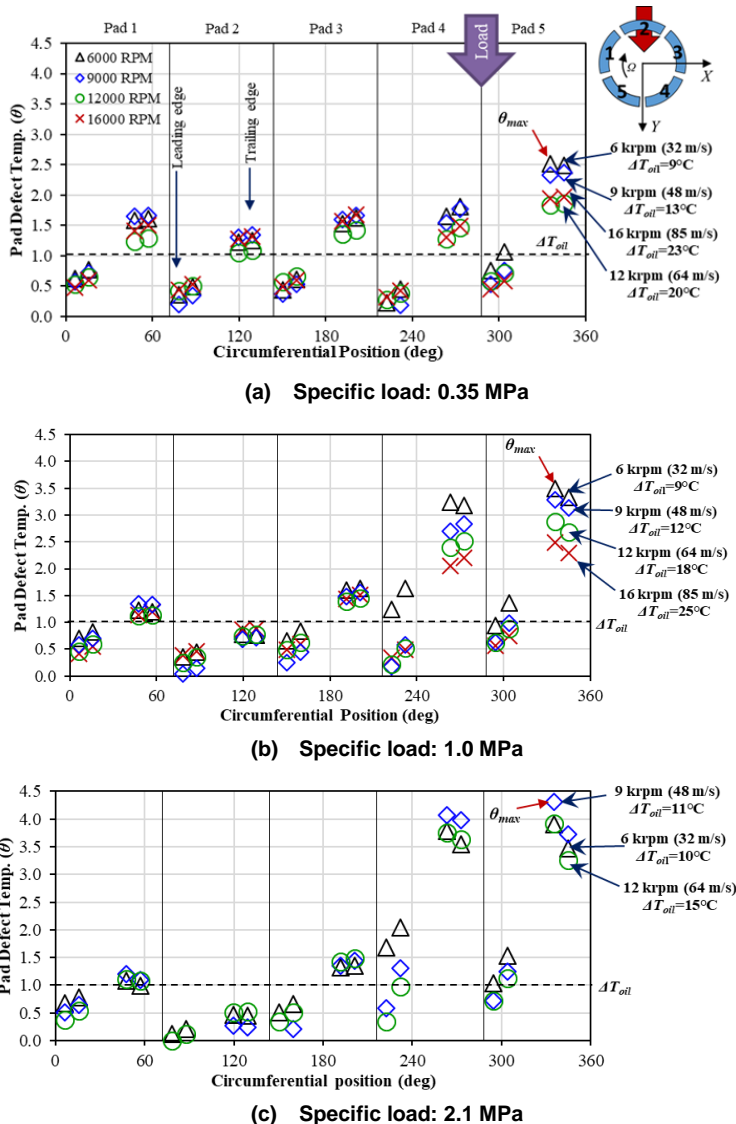 Pad 1 Pad 2 Pad 3 Pad 4 Pad 5
Load
Pad Defect Temp. (θ)
4.5
4.0
3.5
3.0
2.5
2.0
1.5
1.0
0.5
0.0
6000 RPM
9000 RPM
12000 RPM
16000 RPM
Leading edge
Trailing edge
θmax
ΔToil
0 60 120 180 240 300 360
Circumferential Position (deg)
1 2 3 4 5
Ω
X
Y
6 krpm (32 m/s)
ΔToil=9°C
9 krpm (48 m/s)
ΔToil=13°C
16 krpm (85 m/s)
ΔToil=23°C
12 krpm (64 m/s)
ΔToil=20°C
(a) Specific load: 0.35 MPa
Pad Defect Temp. (θ)
4.5
4.0
3.5
3.0
2.5
2.0
1.5
1.0
0.5
0.0
θmax
ΔToil
0 60 120 180 240 300 360
Circumferential Position (deg)
6 krpm (32 m/s)
ΔToil=9°C
9 krpm (48 m/s)
ΔToil=12°C
12 krpm (64 m/s)
ΔToil=18°C
16 krpm (85 m/s)
ΔToil=25°C
(b) Specific load: 1.0 MPa
Pad Defect Temp. (θ)
4.5
4.0
3.5
3.0
2.5
2.0
1.5
1.0
0.5
0.0
θmax
ΔToil
0 60 120 180 240 300 360
Circumferential position (deg)
9 krpm (48 m/s)
ΔToil=11°C
6 krpm (32 m/s)
ΔToil=10°C
12 krpm (64 m/s)
ΔToil=15°C
(c) Specific load: 2.1 MPa